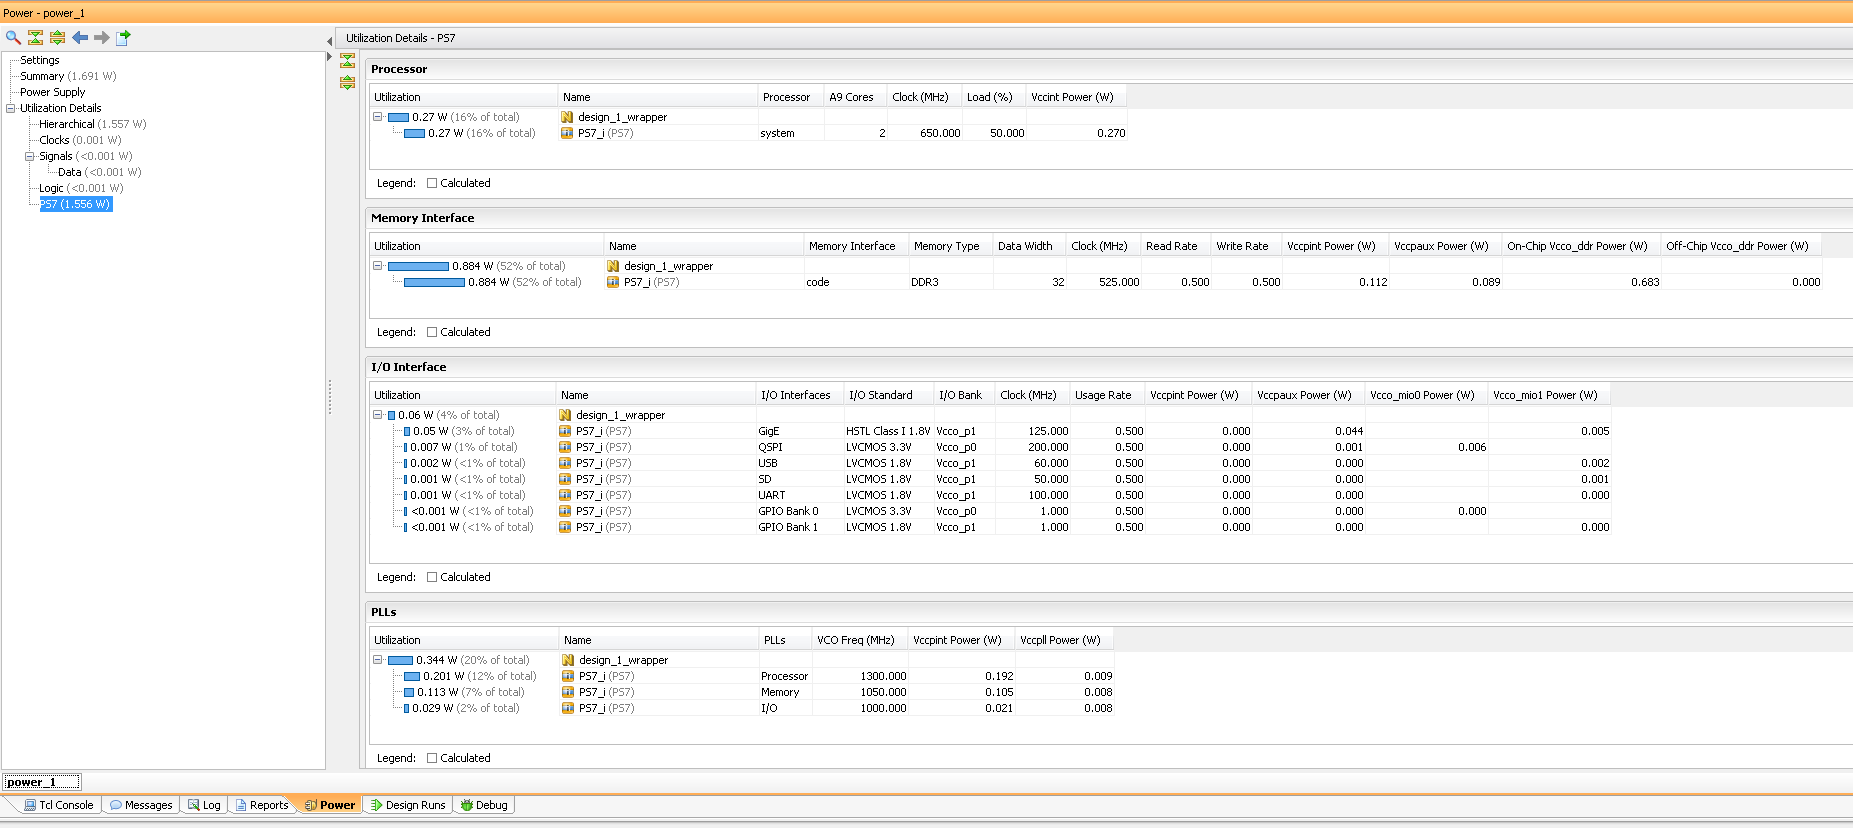 Power - power_1
Utilization Details - PS7
Settings
Summary (1.691 W)
Power Supply
Utilization Details
Hierarchical (1.557 W)
Clocks (0.001 W)
Signals (<0.001 W)
Data (<0.001 W)
Logic (<0.001 W)
PS7 (1.556 W)
Processor
Utilization Name Processor A9 Cores Clock (MHz) Load (%) Vccint Power (W)
0.27 W (16% of total) design_1_wrapper
0.27 W (16% of total) PS7_i (PS7) system 2 650.000 50.000 0.270
Legend: Calculated
Memory Interface
Utilization Name Memory Interface Memory Type Data Width Clock (MHz) Read Rate Write Rate Vccpint Power (W) Vccpaux Power (W) On-Chip Vcco_ddr Power (W) Off-Chip Vcco_ddr Power (W)
0.884 W (52% of total) design_1_wrapper
0.884 W (52% of total) PS7_i (PS7) code DDR3 32 525.000 0.500 0.500 0.112 0.089 0.683 0.000
Legend: Calculated
I/O Interface
Utilization Name I/O Interfaces I/O Standard I/O Bank Clock (MHz) Usage Rate Vccpint Power (W) Vccpaux Power (W) Vcco_mio0 Power (W) Vcco_mio1 Power (W)
0.06 W (4% of total) design_1_wrapper
0.05 W (3% of total) PS7_i (PS7) GigE HSTL Class I 1.8V Vcco_p1 125.000 0.500 0.000 0.044 0.005
0.007 W (1% of total) PS7_i (PS7) QSPI LVCMOS 3.3V Vcco_p0 200.000 0.500 0.000 0.001 0.006
0.002 W (<1% of total) PS7_i (PS7) USB LVCMOS 1.8V Vcco_p1 60.000 0.500 0.000 0.000 0.002
0.001 W (<1% of total) PS7_i (PS7) SD LVCMOS 1.8V Vcco_p1 50.000 0.500 0.000 0.000 0.001
0.001 W (<1% of total) PS7_i (PS7) UART LVCMOS 1.8V Vcco_p1 100.000 0.500 0.000 0.000 0.000
<0.001 W (<1% of total) PS7_i (PS7) GPIO Bank 0 LVCMOS 3.3V Vcco_p0 1.000 0.500 0.000 0.000 0.000
<0.001 W (<1% of total) PS7_i (PS7) GPIO Bank 1 LVCMOS 1.8V Vcco_p1 1.000 0.500 0.000 0.000 0.000
Legend: Calculated
PLLs
Utilization Name PLLs VCO Freq (MHz) Vccpint Power (W) Vccpll Power (W)
0.344 W (20% of total) design_1_wrapper
0.201 W (12% of total) PS7_i (PS7) Processor 1300.000 0.192 0.009
0.113 W (7% of total) PS7_i (PS7) Memory 1050.000 0.105 0.008
0.029 W (2% of total) PS7_i (PS7) I/O 1000.000 0.021 0.008
Legend: Calculated
power_1
Tcl Console Messages Log Reports Power Design Runs Debug